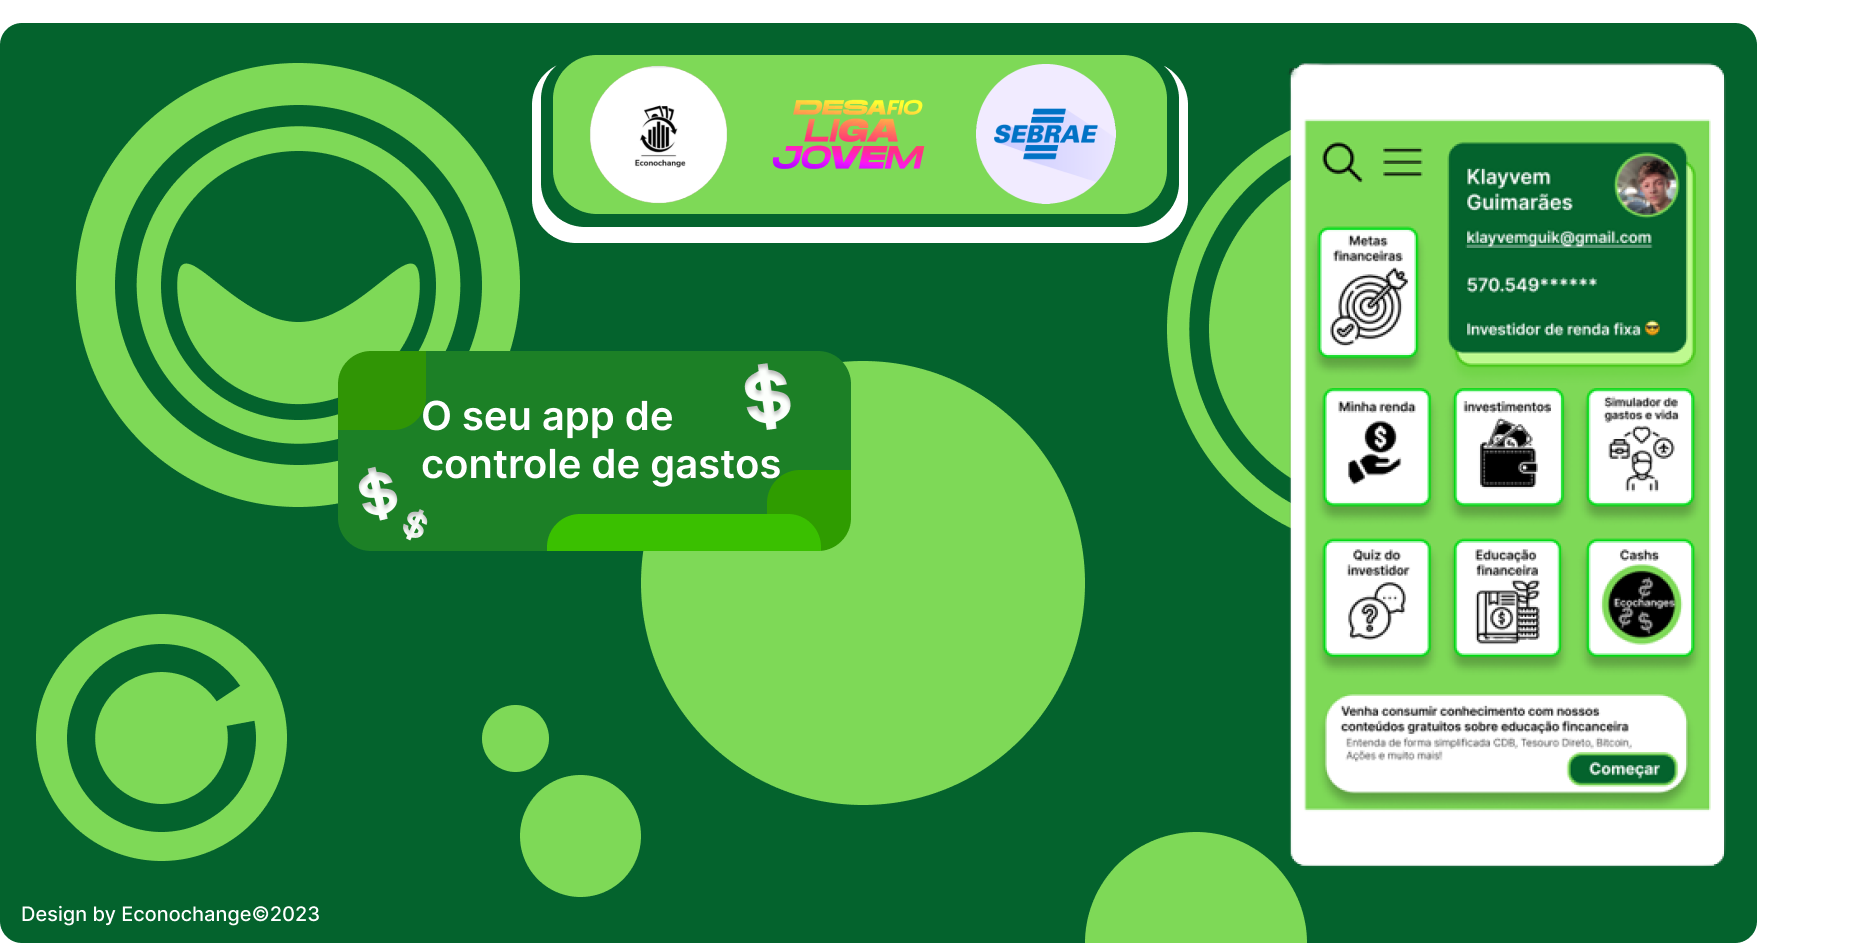 Econochange
DESAFIO
LIGA
JOVEM
SEBRAE
O seu app de
controle de gastos
Klayvem
Guimarães
klayvemguik@gmail.com
570.549******
Investidor de renda fixa 😎
Metas
financeiras
Minha renda
investimentos
Simulador de
gastos e vida
Quiz do
investidor
Educação
financeira
Cashs
Ecochanges
Venha consumir conhecimento com nossos
conteúdos gratuitos sobre educação fincanceira
Entenda de forma simplificada CDB, Tesouro Direto, Bitcoin,
Ações e muito mais!
Começar
Design by Econochange©2023